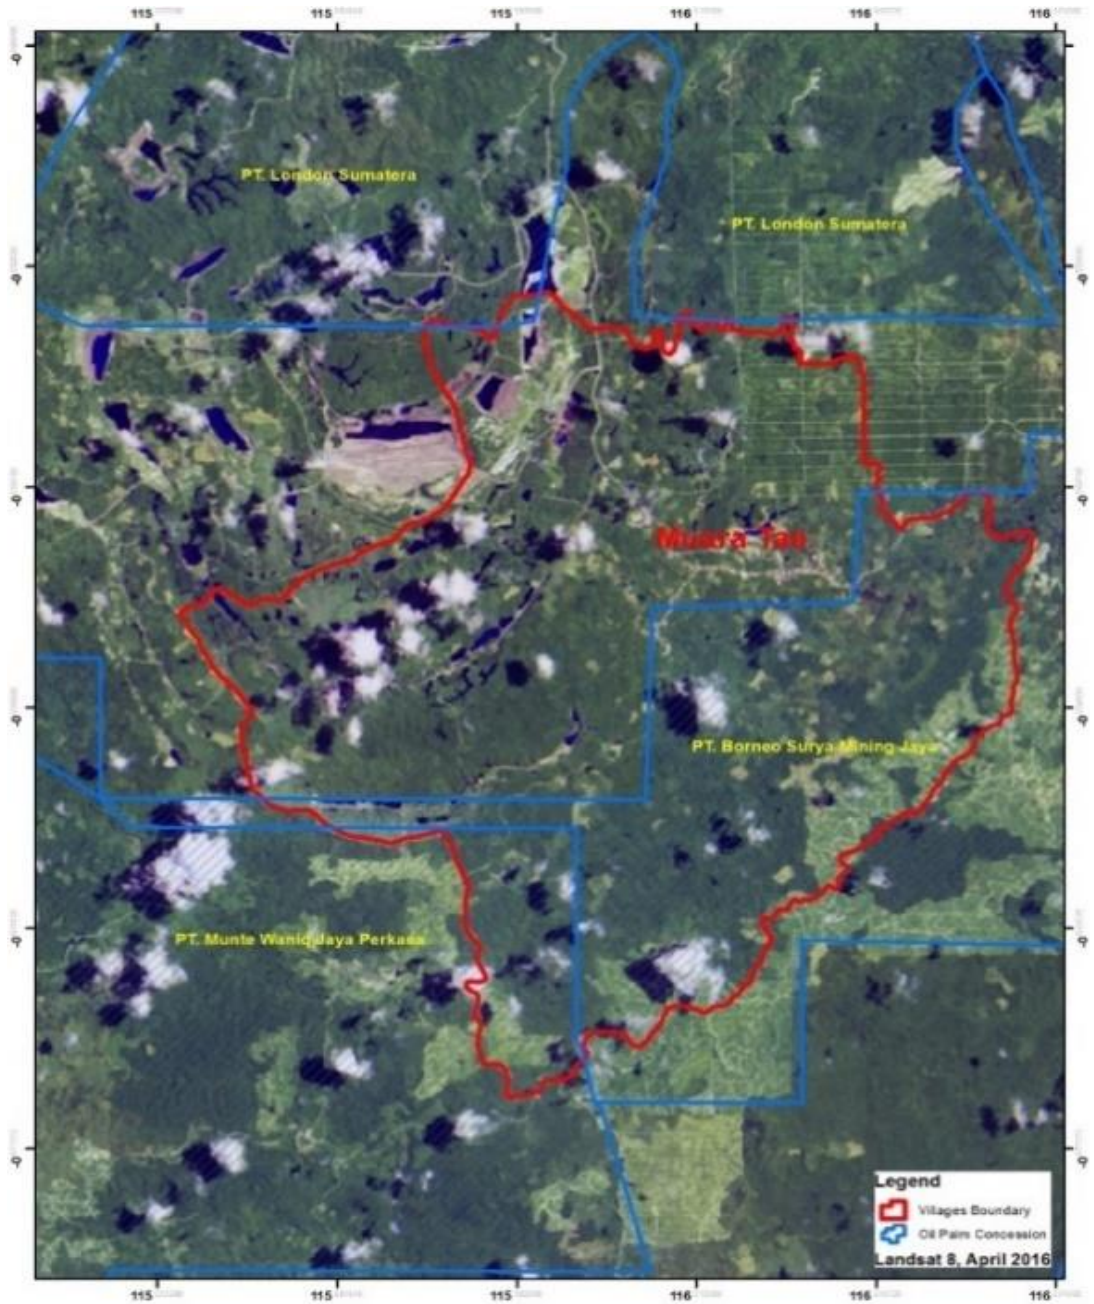 115 115 115 116 116 116
PT. London Sumatera
PT. London Sumatera
Muara Tae
PT. Borneo Surya Mining Jaya
PT. Munte Waniq Jaya Perkasa
Legend
Villages Boundary
Oil Palm Concession
Landsat 8, April 2016
115 115 115 116 116 116